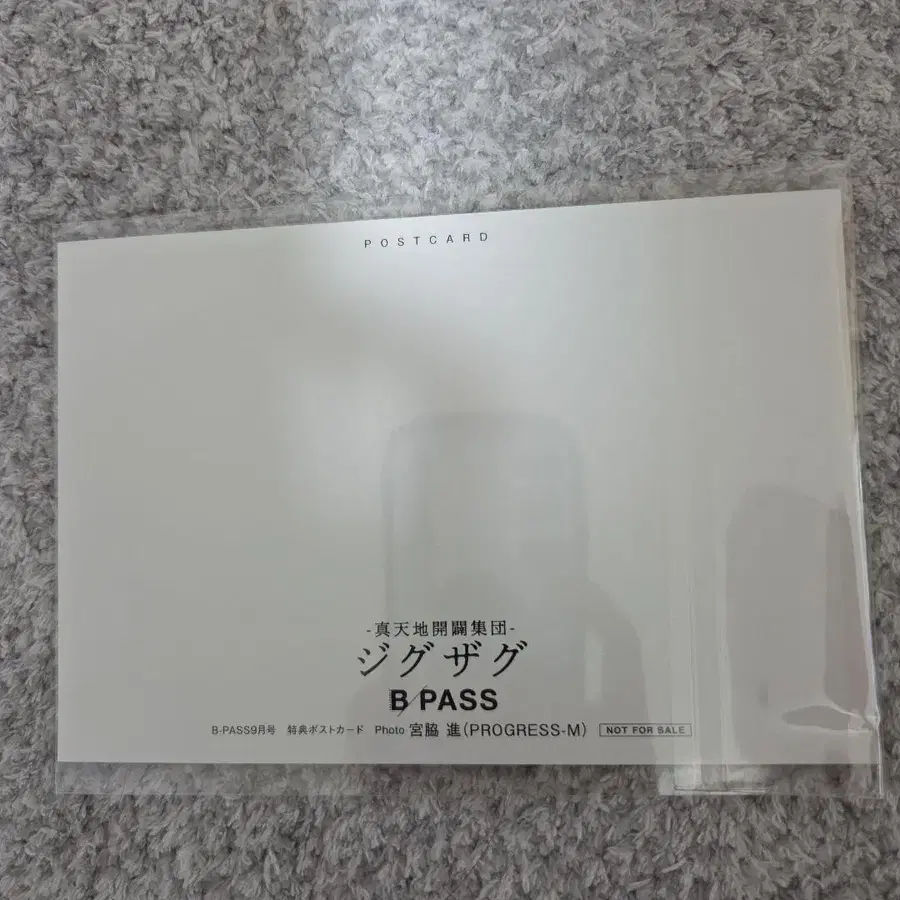 POSTCARD
-真天地開闢集団-
ジグザグ
B/PASS
B-PASS9月号 特典ポストカード Photo 宮脇 進(PROGRESS-M) NOT FOR SALE